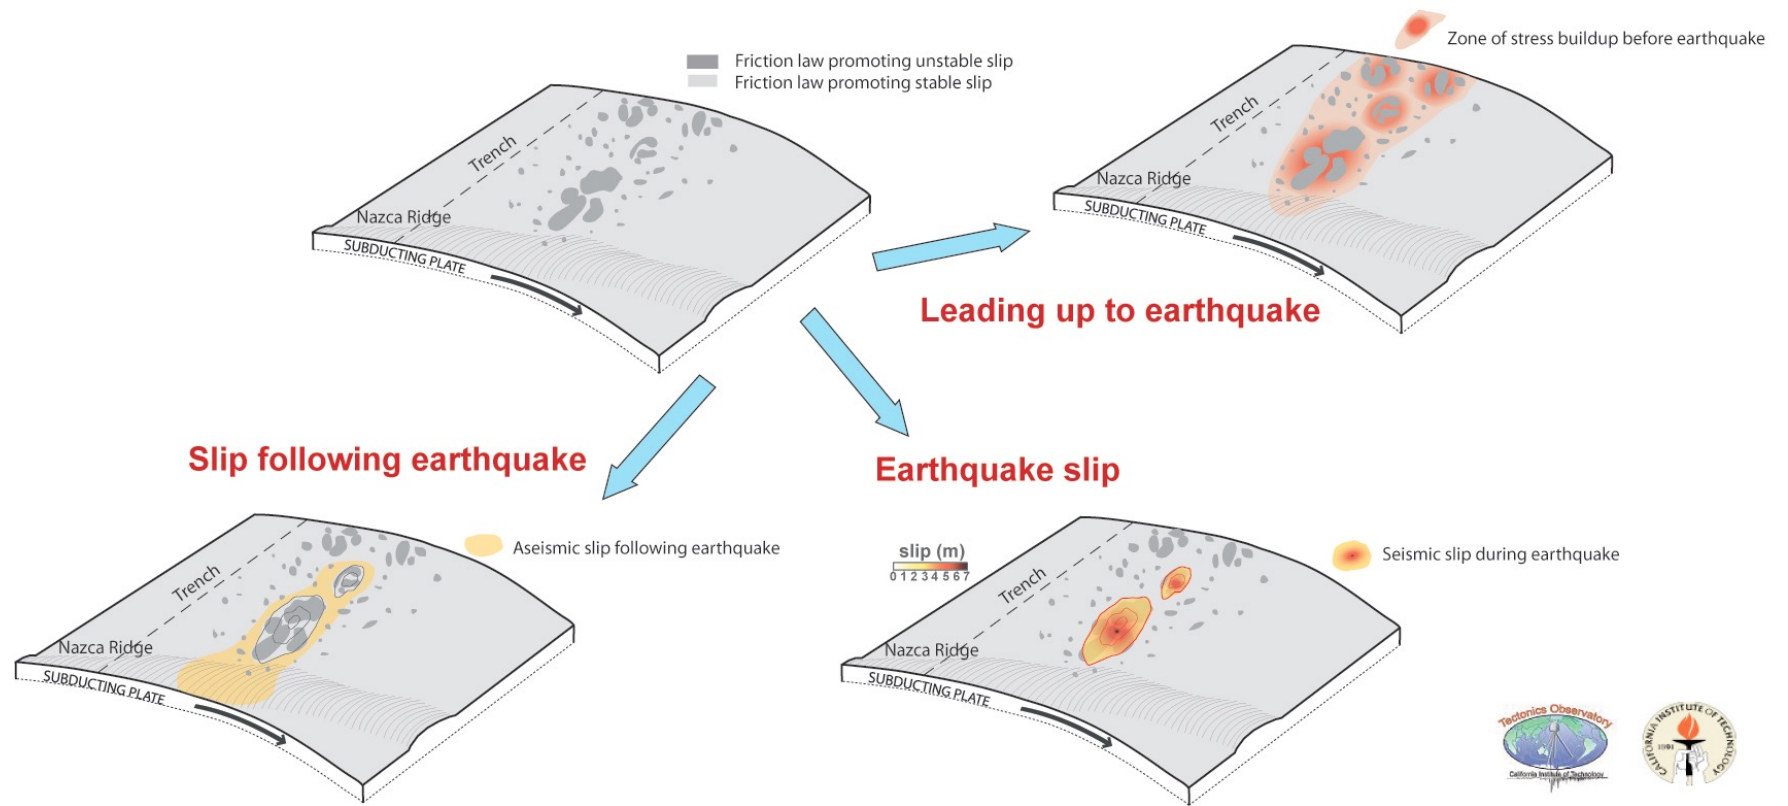 Friction law promoting unstable slip
Friction law promoting stable slip
Trench
Nazca Ridge
SUBDUCTING PLATE
Zone of stress buildup before earthquake
Trench
Nazca Ridge
SUBDUCTING PLATE
Leading up to earthquake
Slip following earthquake
Earthquake slip
Aseismic slip following earthquake
Trench
Nazca Ridge
SUBDUCTING PLATE
slip (m)
0 1 2 3 4 5 6 7
Seismic slip during earthquake
Trench
Nazca Ridge
SUBDUCTING PLATE
Tectonics Observatory
California Institute of Technology
CALIFORNIA INSTITUTE OF TECHNOLOGY
1891